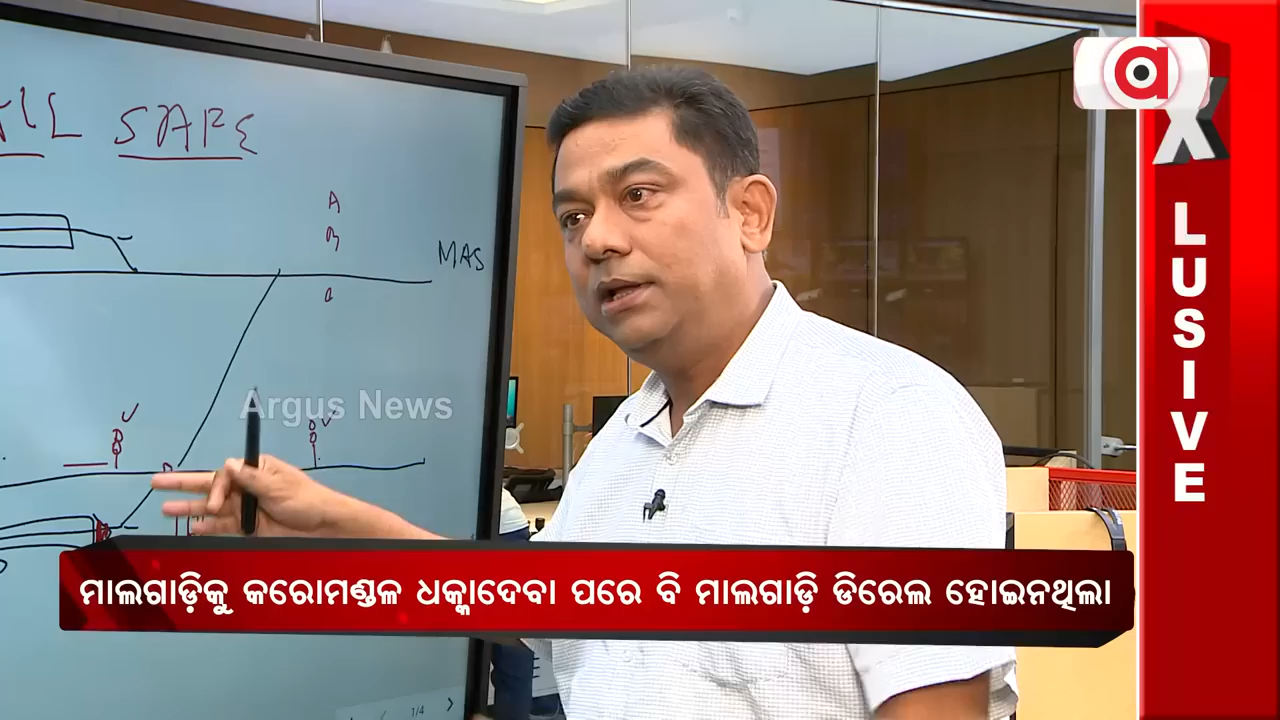 SAFE
A
MAS
Argus News
a
X
LUSIVE
ମାଲଗାଡ଼ିକୁ କରୋମଣ୍ଡଳ ଧକ୍କାଦେବା ପରେ ବି ମାଲଗାଡ଼ି ଡିରେଲ ହୋଇନଥିଲା
1/4